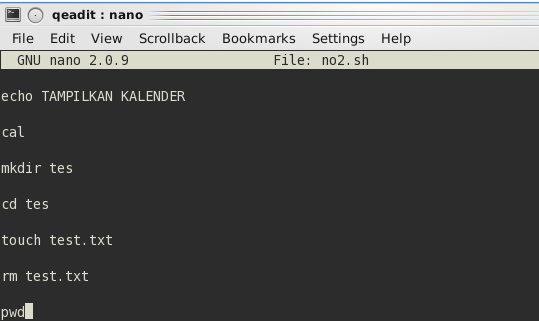 qeadit : nano
File Edit View Scrollback Bookmarks Settings Help
GNU nano 2.0.9 File: no2.sh
echo TAMPILKAN KALENDER
cal
mkdir tes
cd tes
touch test.txt
rm test.txt
pwd